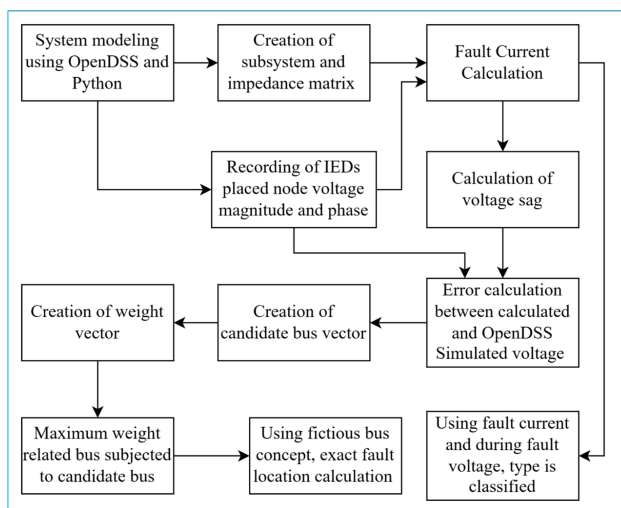 System modeling
using OpenDSS and
Python
Creation of
subsystem and
impedance matrix
Fault Current
Calculation
Recording of IEDs
placed node voltage
magnitude and phase
Calculation of
voltage sag
Creation of weight
vector
Creation of
candidate bus vector
Error calculation
between calculated
and OpenDSS
Simulated voltage
Maximum weight
related bus subjected
to candidate bus
Using fictious bus
concept, exact fault
location calculation
Using fault current
and during fault
voltage, type is
classified